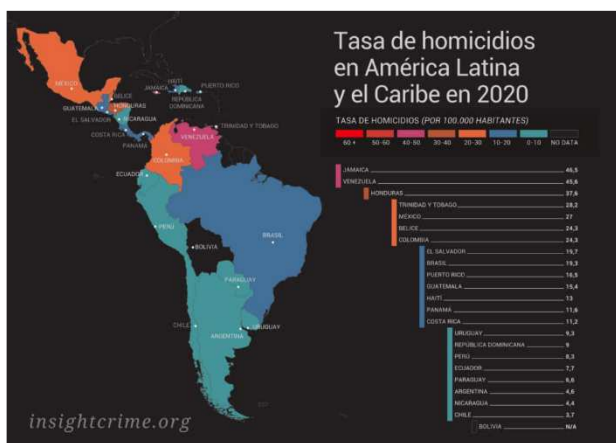 Tasa de homicidios
en América Latina
y el Caribe en 2020
TASA DE HOMICIDIOS (POR 100.000 HABITANTES)
60 + 50-60 40-50 30-40 20-30 10-20 0-10 NO DATA
JAMAICA 46,5
VENEZUELA 45,6
HONDURAS 37,6
TRINIDAD Y TOBAGO 28,2
MÉXICO 27
BELICE 24,3
COLOMBIA 24,3
EL SALVADOR 19,7
BRASIL 19,3
PUERTO RICO 16,5
GUATEMALA 15,4
HAITÍ 13
PANAMÁ 11,6
COSTA RICA 11,2
URUGUAY 9,3
REPÚBLICA DOMINICANA 9
PERÚ 8,3
ECUADOR 7,7
PARAGUAY 6,6
ARGENTINA 4,6
NICARAGUA 4,4
CHILE 3,7
BOLIVIA N/A
MÉXICO
BELICE
JAMAICA
HAITÍ
PUERTO RICO
REPÚBLICA
DOMINICANA
GUATEMALA
HONDURAS
EL SALVADOR
NICARAGUA
COSTA RICA
PANAMÁ
TRINIDAD Y TOBAGO
VENEZUELA
COLOMBIA
ECUADOR
PERÚ
BRASIL
BOLIVIA
PARAGUAY
CHILE
ARGENTINA
URUGUAY
insightcrime.org